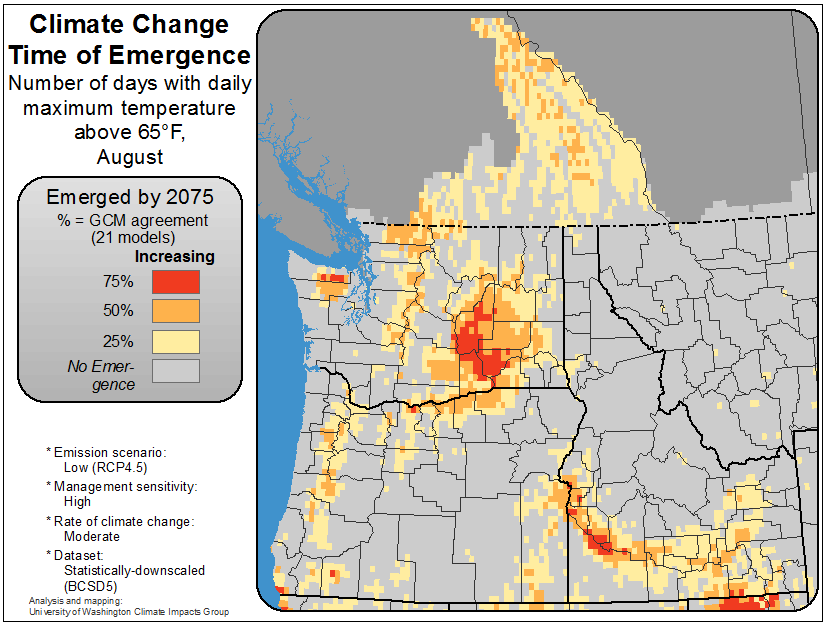 Climate Change
Time of Emergence
Number of days with daily
maximum temperature
above 65°F,
August
Emerged by 2075
% = GCM agreement
(21 models)
Increasing
75%
50%
25%
No Emer-
gence
* Emission scenario:
Low (RCP4.5)
* Management sensitivity:
High
* Rate of climate change:
Moderate
* Dataset:
Statistically-downscaled
(BCSD5)
Analysis and mapping:
University of Washington Climate Impacts Group